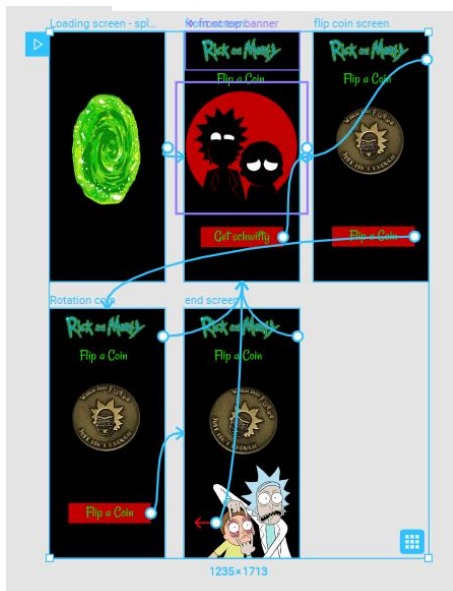 Loading screen - spl...
top banner
flip coin screen
Rick and Morty
Rick and Morty
Flip a Coin
Flip a Coin
Get schwifty
Flip a Coin
Rotation coin
end screen
Rick and Morty
Rick and Morty
Flip a Coin
Flip a Coin
Flip a Coin
1235×1713